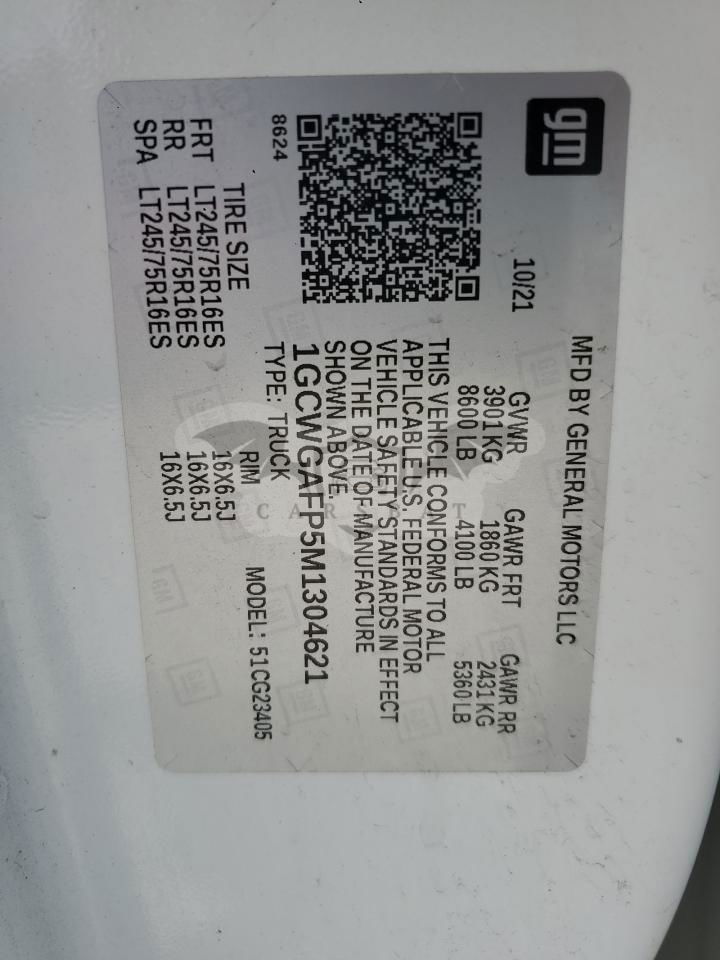 gm
MFD BY GENERAL MOTORS LLC
10/21
GVWR GAWR FRT GAWR RR
3901 KG 1860 KG 2431 KG
8600 LB 4100 LB 5360 LB
THIS VEHICLE CONFORMS TO ALL
APPLICABLE U.S. FEDERAL MOTOR
VEHICLE SAFETY STANDARDS IN EFFECT
ON THE DATE OF MANUFACTURE
SHOWN ABOVE.
1GCWGAFP5M1304621
8624
TYPE: TRUCK MODEL: 51CG23405
TIRE SIZE RIM
FRT LT245/75R16ES 16X6.5J
RR LT245/75R16ES 16X6.5J
SPA LT245/75R16ES 16X6.5J